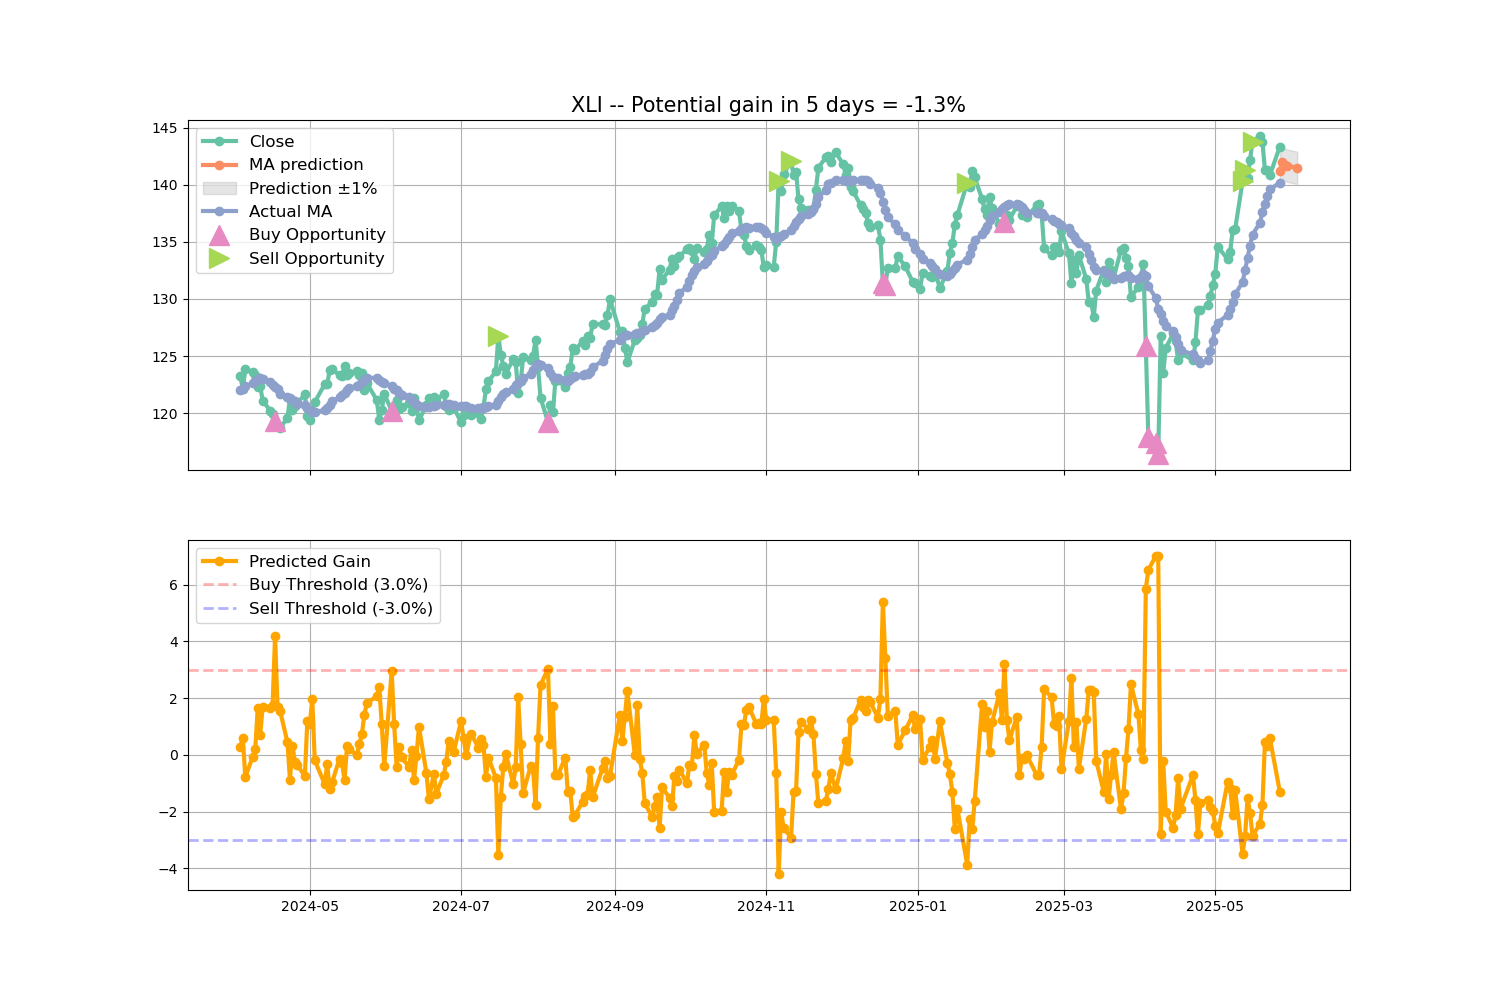 XLI -- Potential gain in 5 days = -1.3%
145
140
135
130
125
120
Close
MA prediction
Prediction ±1%
Actual MA
Buy Opportunity
Sell Opportunity
6
4
2
0
−2
−4
Predicted Gain
Buy Threshold (3.0%)
Sell Threshold (-3.0%)
2024-05 2024-07 2024-09 2024-11 2025-01 2025-03 2025-05